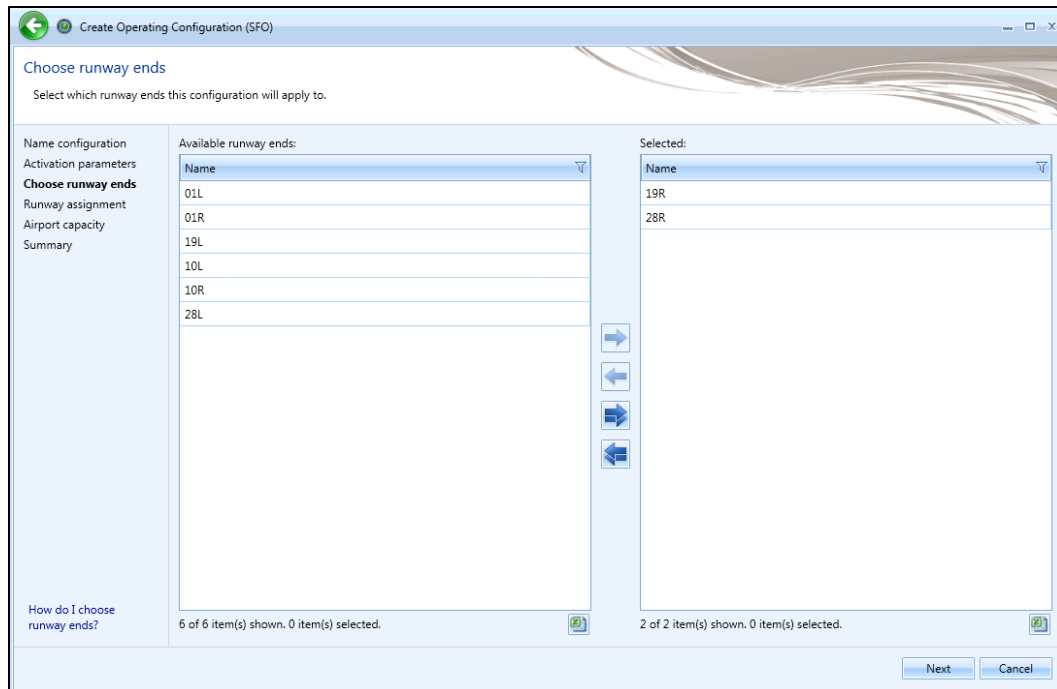 Create Operating Configuration (SFO)
Choose runway ends
Select which runway ends this configuration will apply to.
Name configuration
Activation parameters
Choose runway ends
Runway assignment
Airport capacity
Summary
How do I choose
runway ends?
Available runway ends:
Name
01L
01R
19L
10L
10R
28L
6 of 6 item(s) shown. 0 item(s) selected.
Selected:
Name
19R
28R
2 of 2 item(s) shown. 0 item(s) selected.
Next
Cancel